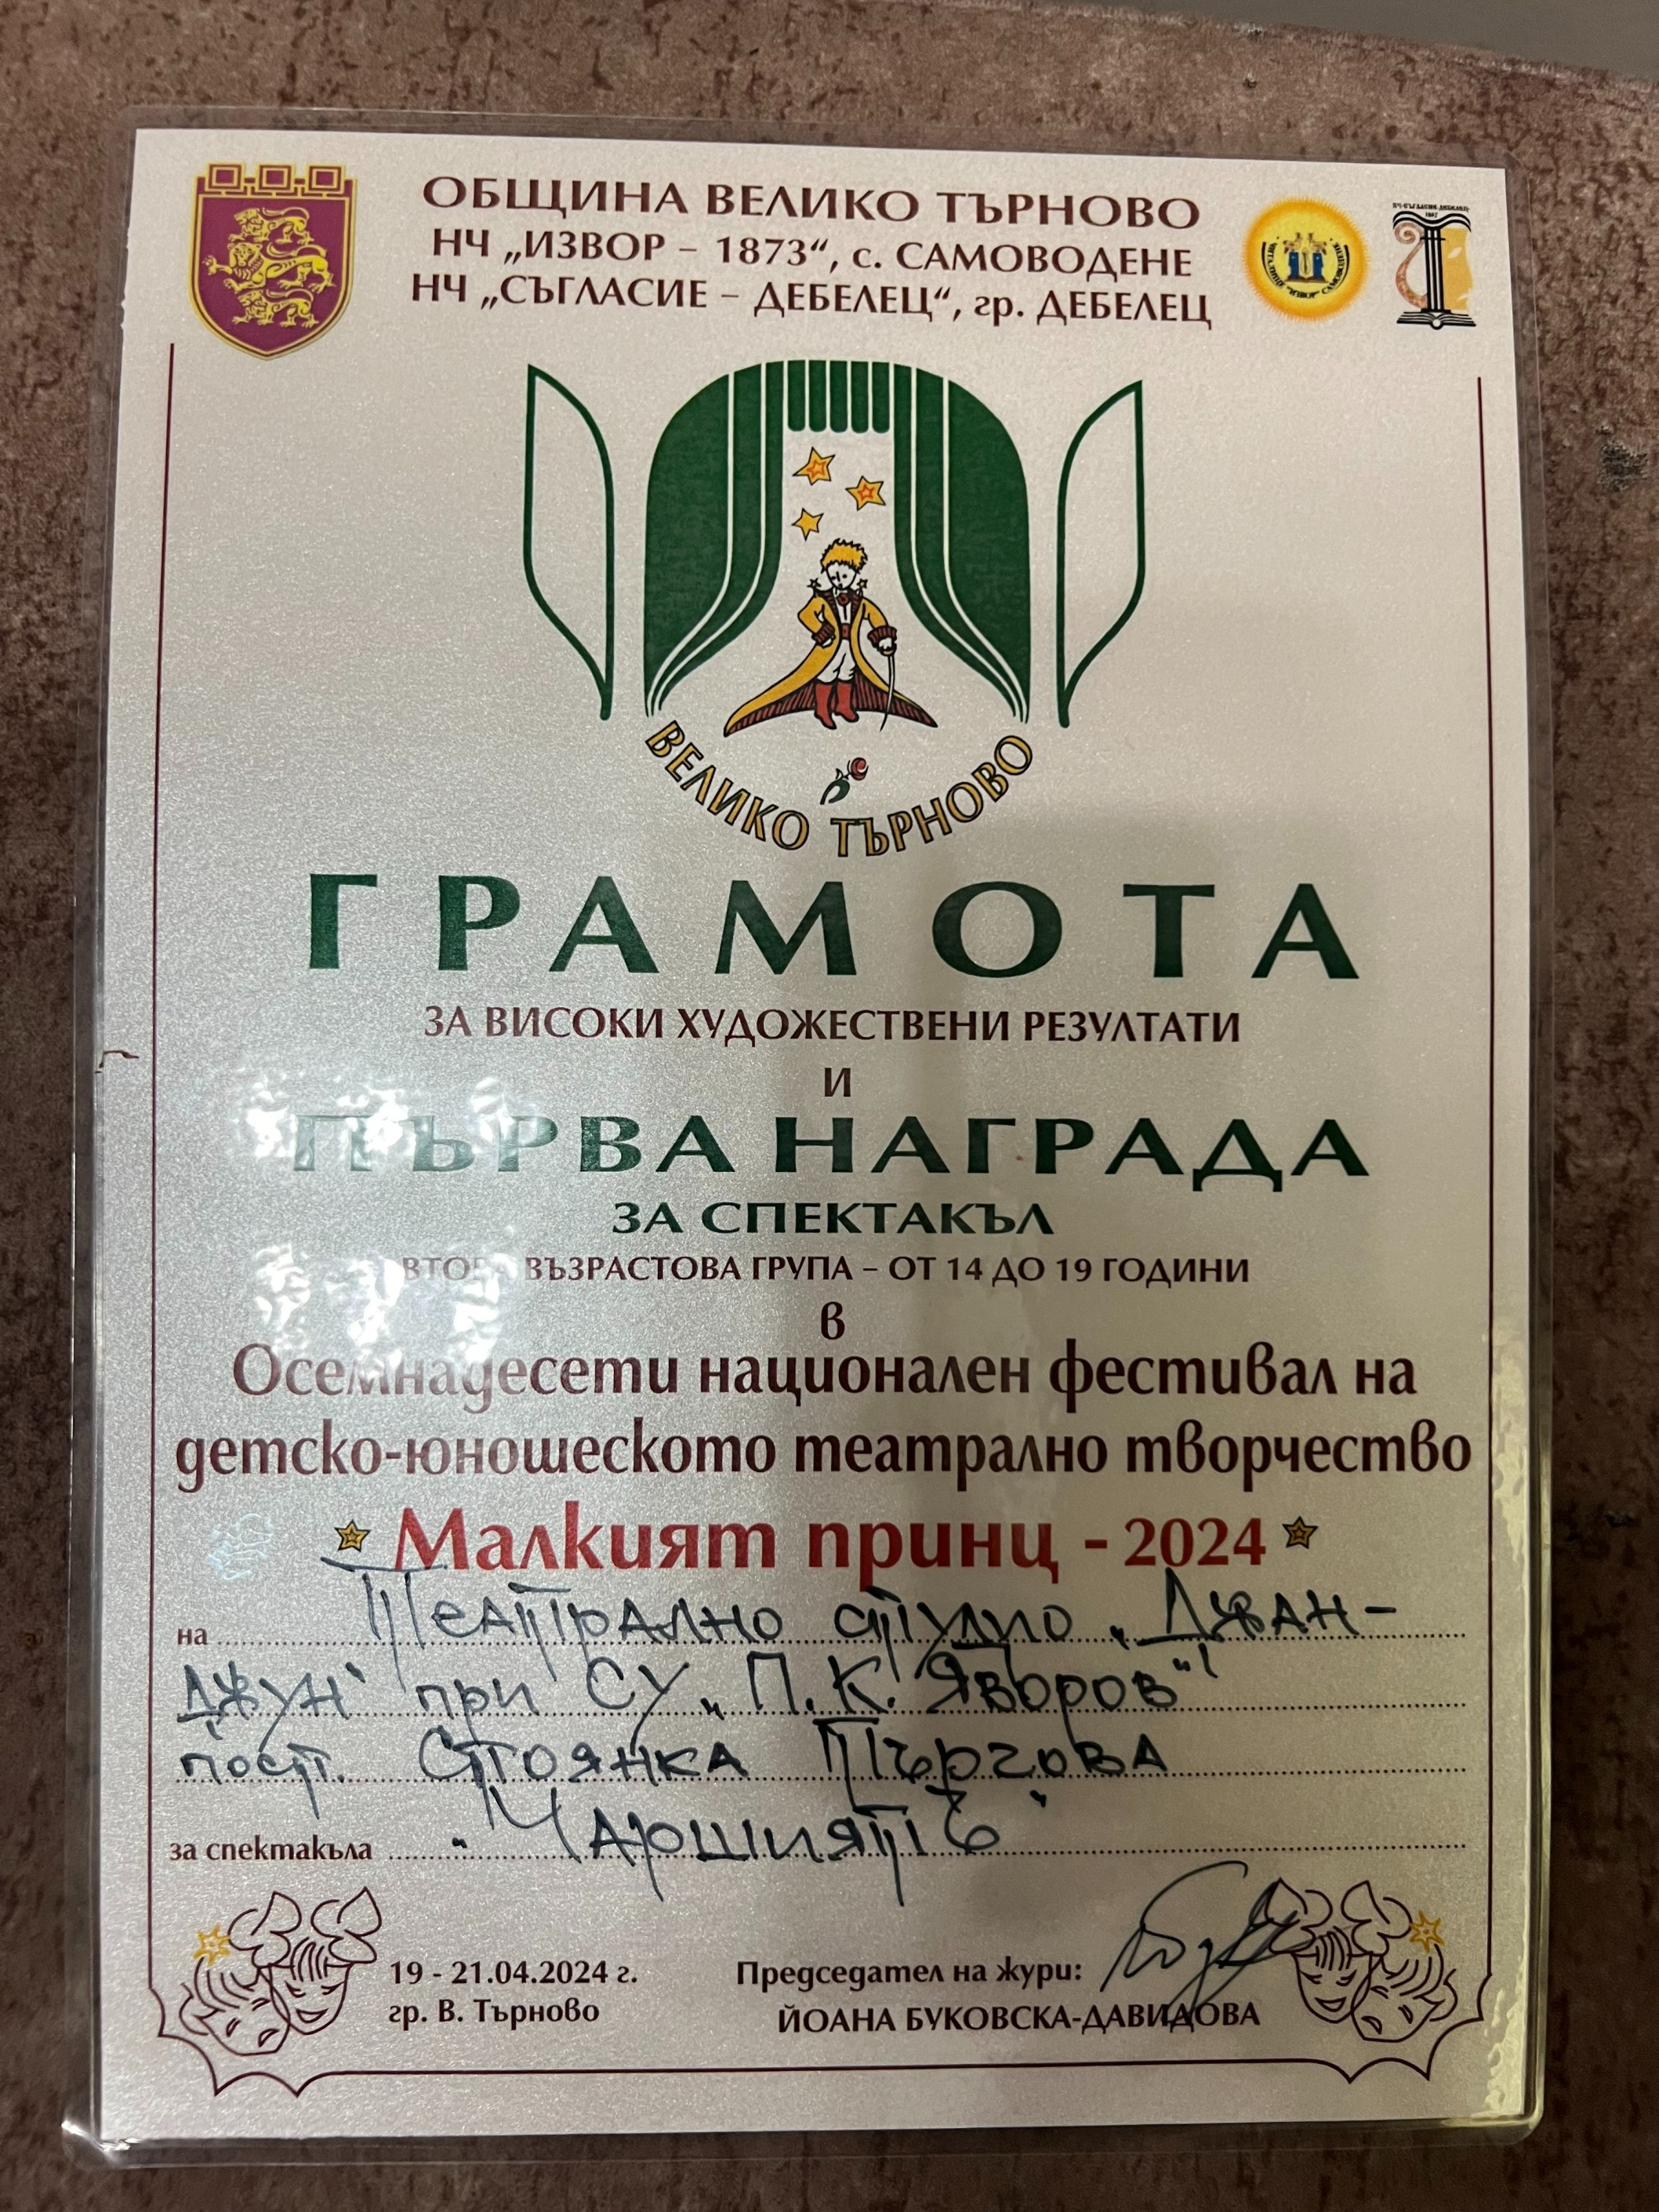 ОБЩИНА ВЕЛИКО ТЪРНОВО
НЧ „ИЗВОР – 1873“, с. САМОВОДЕНЕ
НЧ „СЪГЛАСИЕ – ДЕБЕЛЕЦ“, гр. ДЕБЕЛЕЦ
ВЕЛИКО ТЪРНОВО
ГРАМОТА
ЗА ВИСОКИ ХУДОЖЕСТВЕНИ РЕЗУЛТАТИ
И
ПЪРВА НАГРАДА
ЗА СПЕКТАКЪЛ
ВТОРА ВЪЗРАСТОВА ГРУПА – ОТ 14 ДО 19 ГОДИНИ
в
Осемнадесети национален фестивал на
детско-юношеското театрално творчество
Малкият принц - 2024
на Театрално студио „Джан-
Джун“ при СУ „П. К. Яворов“
пост. Стоянка Пъргова
за спектакъла „Чаршиятъ“
19 - 21.04.2024 г.
гр. В. Търново
Председател на жури:
ЙОАНА БУКОВСКА-ДАВИДОВА